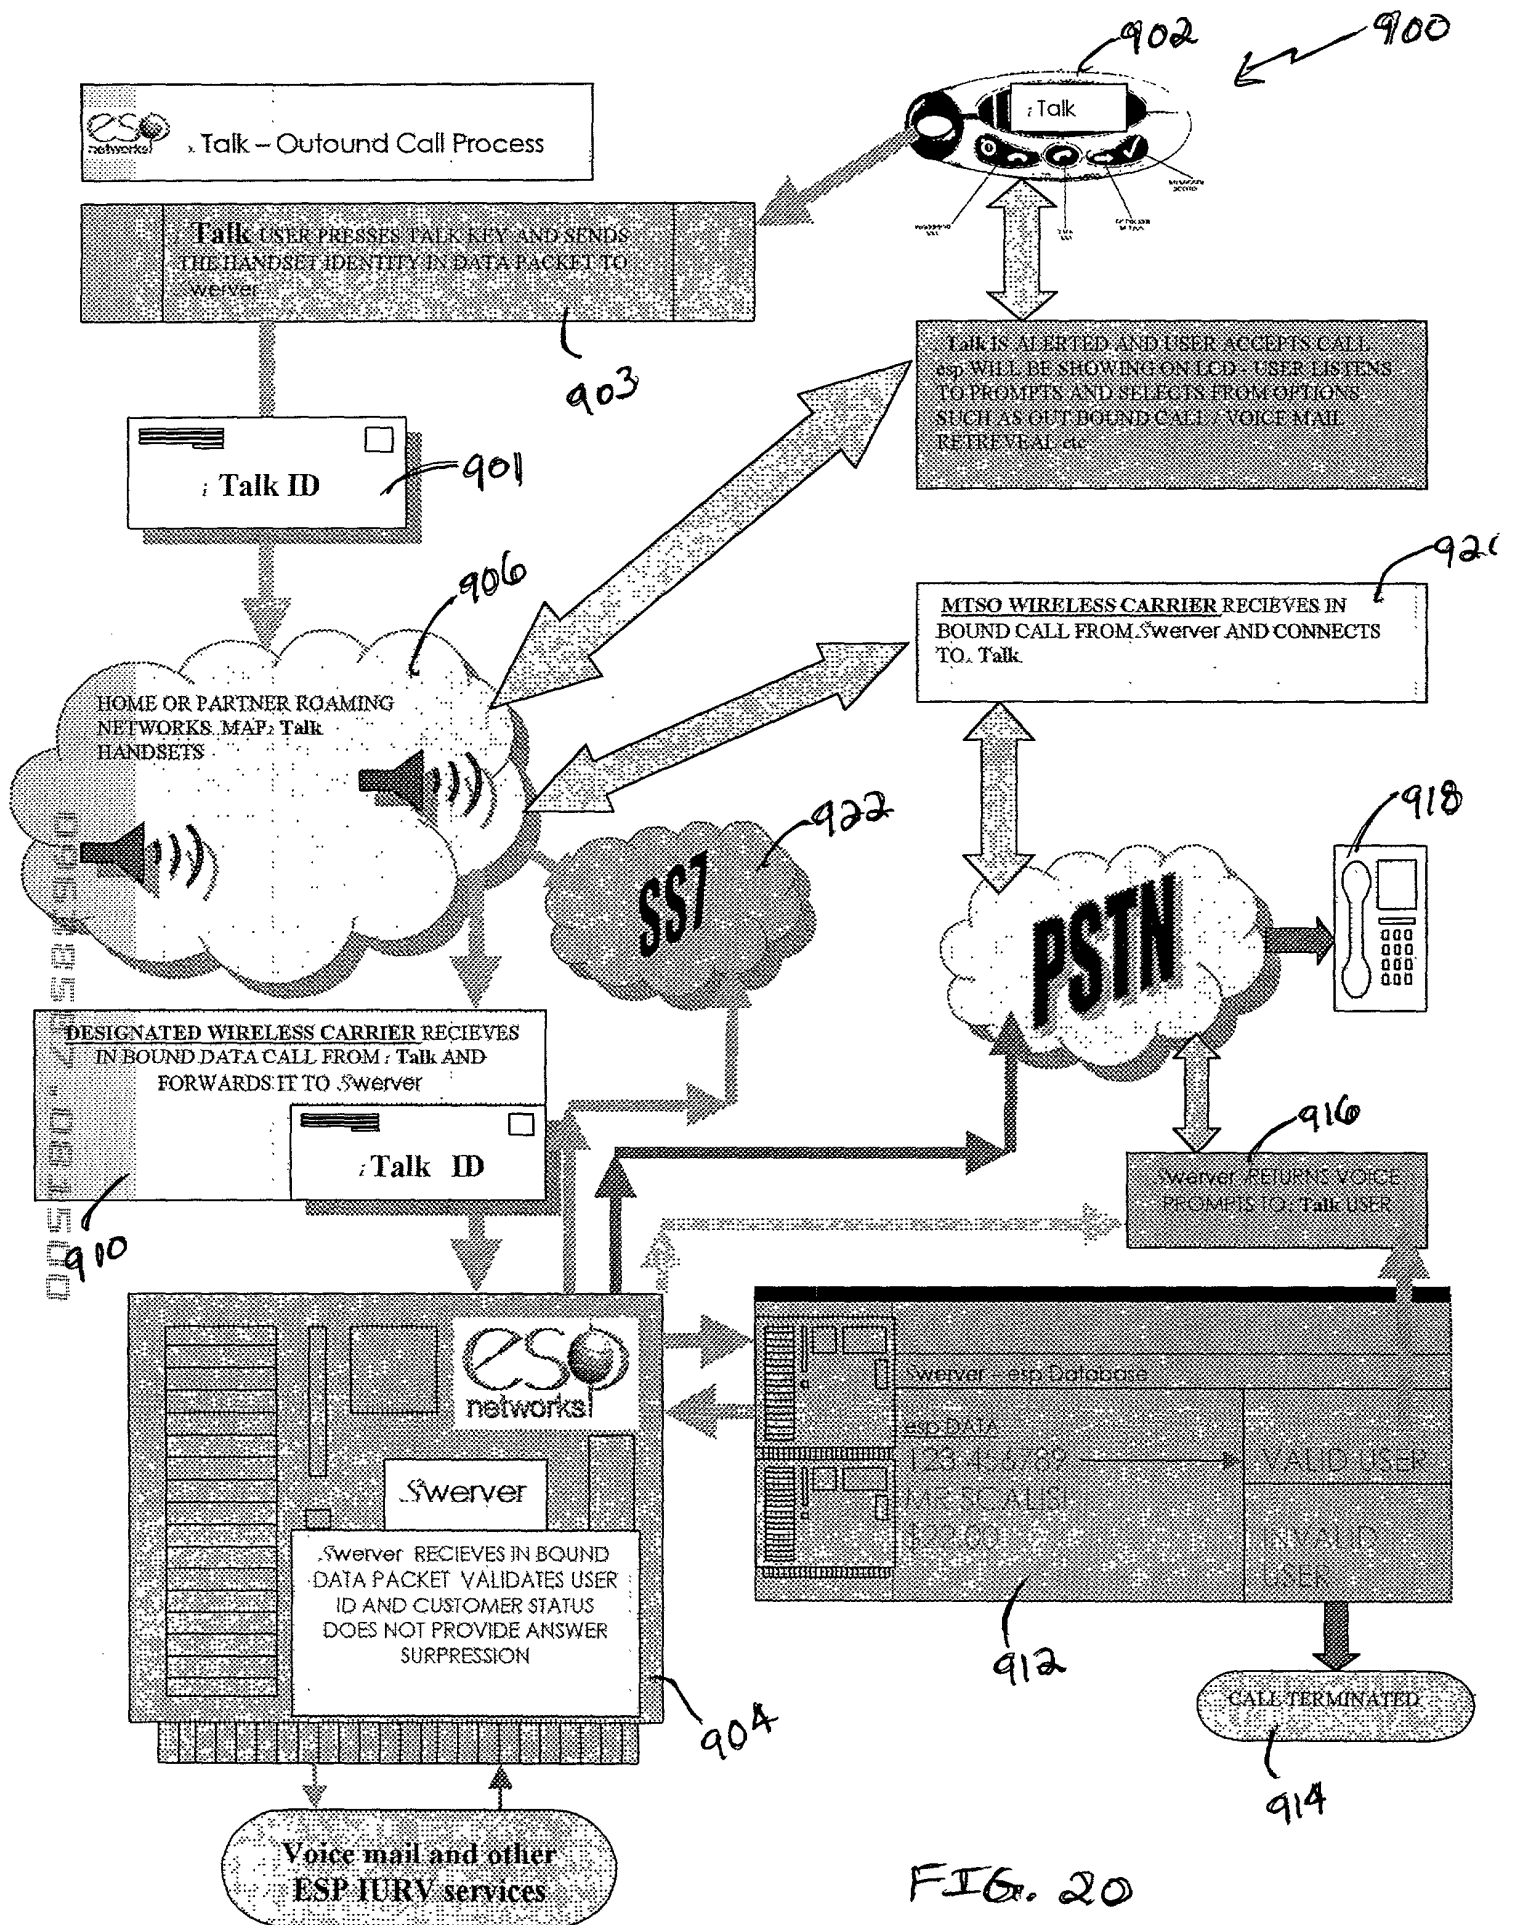 902
900
esp
networks!
Talk – Outound Call Process
i Talk
Talk USER PRESSES TALK KEY AND SENDS
THE HANDSET IDENTITY IN DATA PACKET TO
werver
903
Talk IS ALERTED AND USER ACCEPTS CALL
esp WILL BE SHOWING ON LCD - USER LISTENS
TO PROMPTS AND SELECTS FROM OPTIONS
SUCH AS OUT BOUND CALL / VOICE MAIL
RETREVEAL etc
i Talk ID
901
906
MTSO WIRELESS CARRIER RECIEVES IN
BOUND CALL FROM Swerver AND CONNECTS
TO Talk
HOME OR PARTNER ROAMING
NETWORKS MAP Talk
HANDSETS
922
918
SS7
PSTN
DESIGNATED WIRELESS CARRIER RECIEVES
IN BOUND DATA CALL FROM i Talk AND
FORWARDS IT TO Swerver
i Talk ID
910
916
Swerver RETURNS VOICE
PROMPTS TO Talk USER
esp
networks!
Swerver
Swerver RECIEVES IN BOUND
DATA PACKET VALIDATES USER
ID AND CUSTOMER STATUS
DOES NOT PROVIDE ANSWER
SURPRESSION
904
Swerver – esp Database
esp DATA
123 456789
VALID USER
$22.00
INVALID
USER
912
CALL TERMINATED
914
Voice mail and other
ESP IURV services
FIG. 20